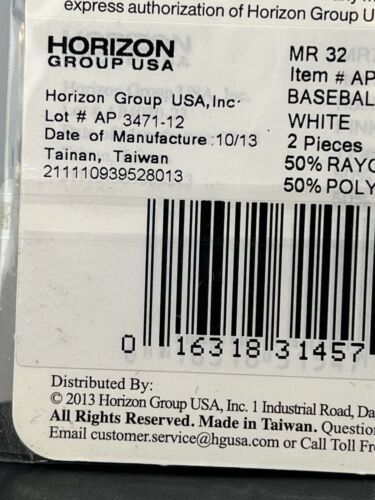 express authorization of Horizon Group U
HORIZON
GROUP USA
MR 32
Item # AP
Horizon Group USA, Inc.
BASEBAL
Lot # AP 3471-12
WHITE
Date of Manufacture: 10/13
2 Pieces
Tainan, Taiwan
50% RAYO
211110939528013
50% POLY
0 16318 31457
Distributed By:
© 2013 Horizon Group USA, Inc. 1 Industrial Road, Da
All Rights Reserved. Made in Taiwan. Question
Email customer.service@hgusa.com or Call Toll Fr